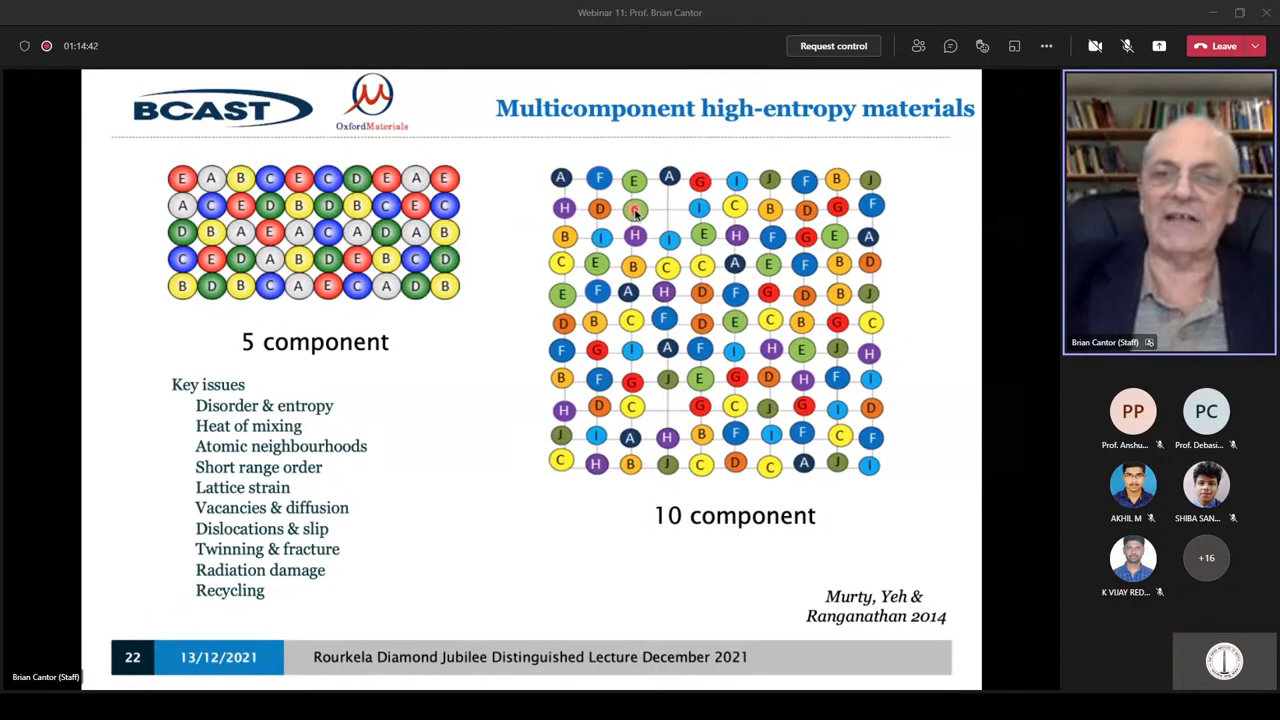 Webinar 11: Prof. Brian Cantor
01:14:42
Request control
Leave
BCAST
OxfordMaterials
Multicomponent high-entropy materials
E A B C E C D E A E
A C E D B D B C E C
D B A E A C A D A B
C E D A B D E B C D
B D B C A E C A D B
5 component
Key issues
Disorder & entropy
Heat of mixing
Atomic neighbourhoods
Short range order
Lattice strain
Vacancies & diffusion
Dislocations & slip
Twinning & fracture
Radiation damage
Recycling
A F E A G I J F B J
H D I C B D G F
B I H I E H F G E A
C E B C C A E F B D
E F A H D F G D B J
D B C F D E C B G C
F G I A F I H E J H
B F G J E G D H F I
H D C G C J G I D
J I A H B F I F C F
C H B J C D C A J I
10 component
Murty, Yeh &
Ranganathan 2014
22
13/12/2021
Rourkela Diamond Jubilee Distinguished Lecture December 2021
Brian Cantor (Staff)
Brian Cantor (Staff)
PP
PC
Prof. Anshu...
Prof. Debasi...
AKHIL M
SHIBA SAN...
+16
K VIJAY RED...